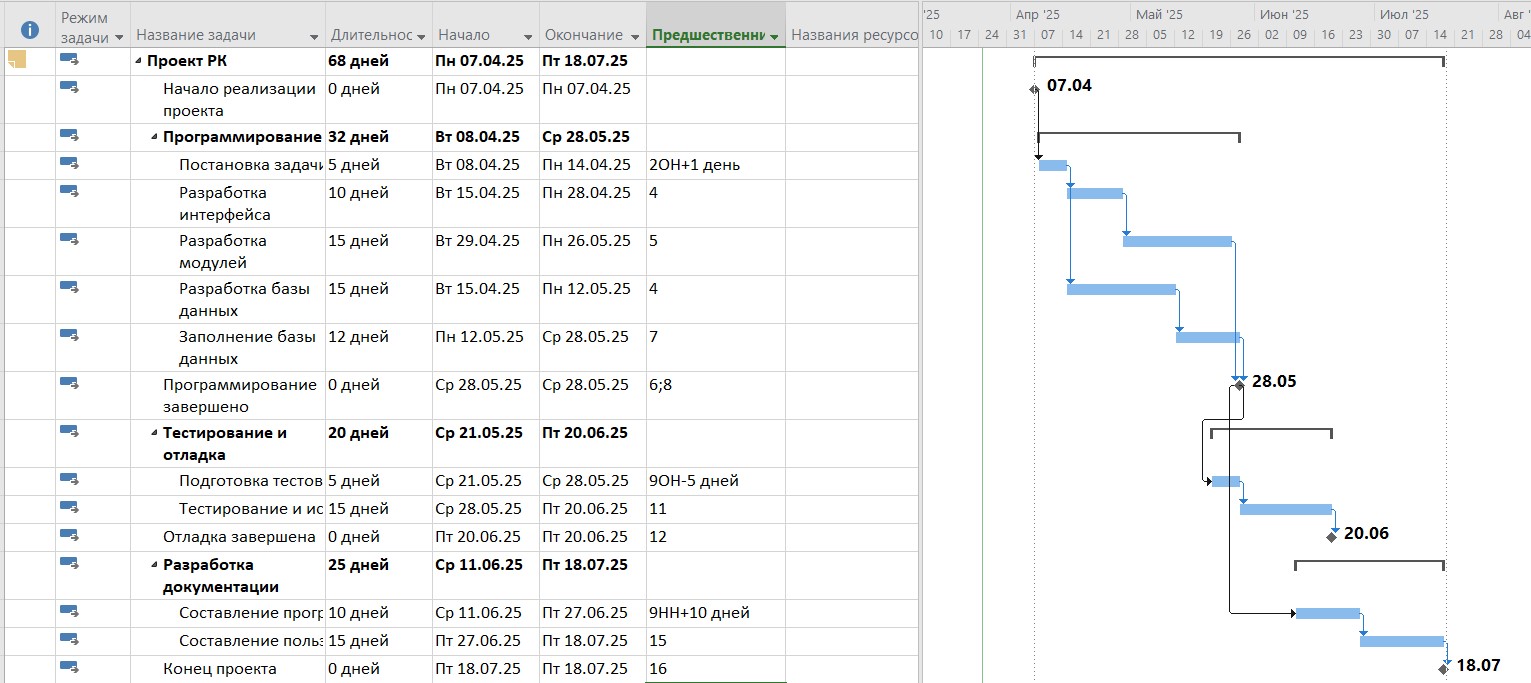 Режим задачи
Название задачи
Длительнос
Начало
Окончание
Предшественни
Названия ресурсо
'25 Апр '25 Май '25 Июн '25 Июл '25 Авг '
10 17 24 31 07 14 21 28 05 12 19 26 02 09 16 23 30 07 14 21 28 04
Проект РК 68 дней Пн 07.04.25 Пт 18.07.25
Начало реализации 0 дней Пн 07.04.25 Пн 07.04.25 07.04
проекта
Программирование 32 дней Вт 08.04.25 Ср 28.05.25
Постановка задачи 5 дней Вт 08.04.25 Пн 14.04.25 2ОН+1 день
Разработка 10 дней Вт 15.04.25 Пн 28.04.25 4
интерфейса
Разработка 15 дней Вт 29.04.25 Пн 26.05.25 5
модулей
Разработка базы 15 дней Вт 15.04.25 Пн 12.05.25 4
данных
Заполнение базы 12 дней Пн 12.05.25 Ср 28.05.25 7
данных
Программирование 0 дней Ср 28.05.25 Ср 28.05.25 6;8 28.05
завершено
Тестирование и 20 дней Ср 21.05.25 Пт 20.06.25
отладка
Подготовка тестов 5 дней Ср 21.05.25 Ср 28.05.25 9ОН-5 дней
Тестирование и ис 15 дней Ср 28.05.25 Пт 20.06.25 11
Отладка завершена 0 дней Пт 20.06.25 Пт 20.06.25 12 20.06
Разработка 25 дней Ср 11.06.25 Пт 18.07.25
документации
Составление прог 10 дней Ср 11.06.25 Пт 27.06.25 9НН+10 дней
Составление польз 15 дней Пт 27.06.25 Пт 18.07.25 15
Конец проекта 0 дней Пт 18.07.25 Пт 18.07.25 16 18.07